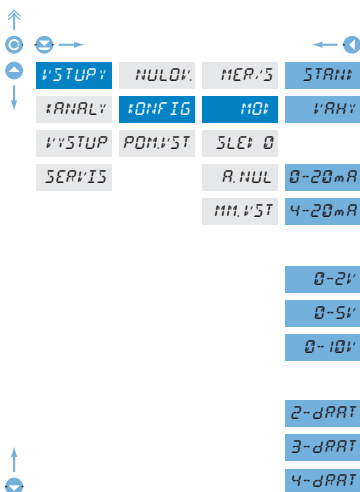 VSTUPY NULOV. MER/S STAND
KANALY KONFIG MOD VAHY
VYSTUP POM.VST SLED 0
SERVIS A.NUL 0-20mA
MM.VST 4-20mA
0-2V
0-5V
0-10V
2-dRAT
3-dRAT
4-dRAT